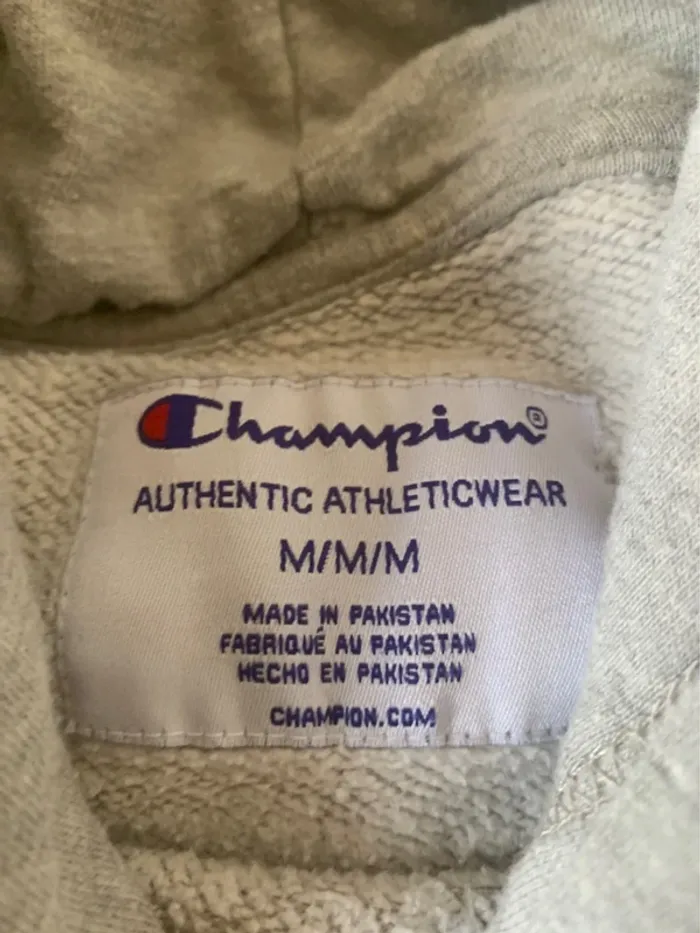 Champion®
AUTHENTIC ATHLETICWEAR
M/M/M
MADE IN PAKISTAN
FABRIQUÉ AU PAKISTAN
HECHO EN PAKISTAN
CHAMPION.COM